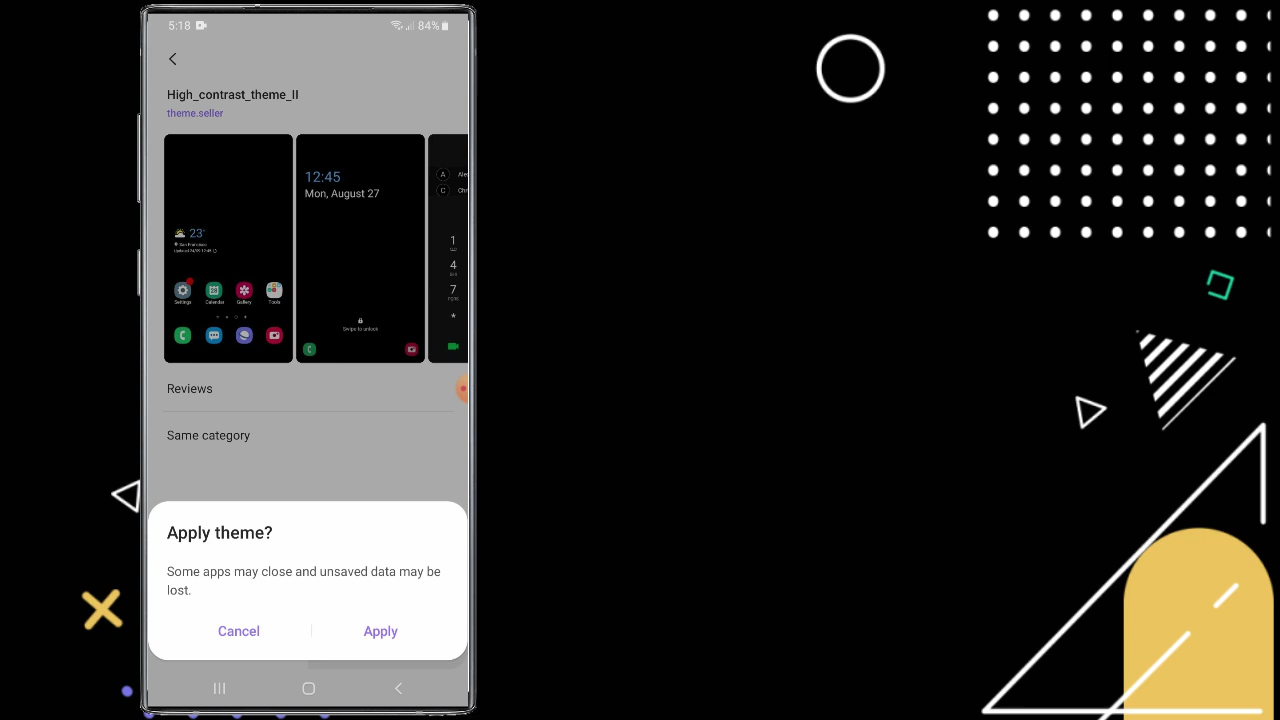 5:18
84%
High_contrast_theme_II
theme.seller
12:45
Mon, August 27
23°
San Francisco
Settings
Calendar
Gallery
Tools
Swipe to unlock
A
C
1
4
7
*
Reviews
Same category
Apply theme?
Some apps may close and unsaved data may be
lost.
Cancel
Apply